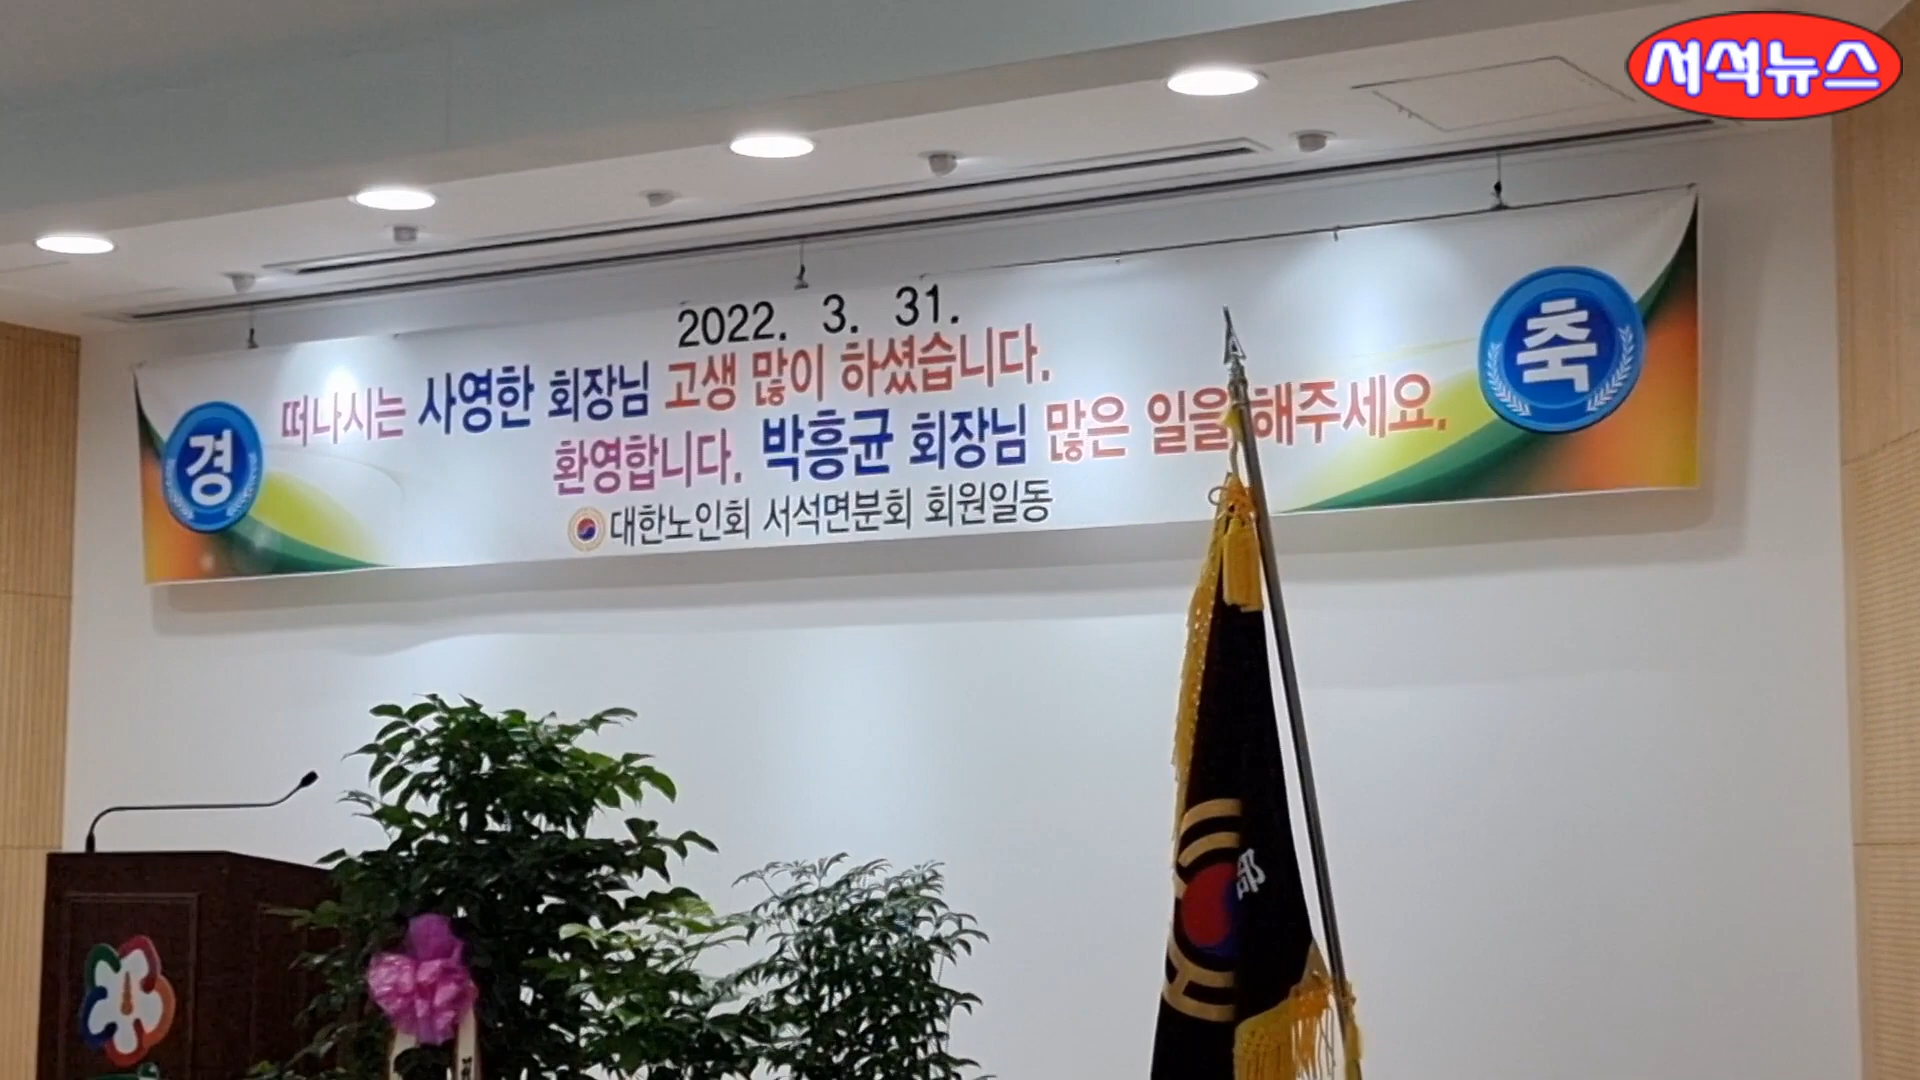 서석뉴스
2022. 3. 31.
경 떠나시는 사영한 회장님 고생 많이 하셨습니다. 축
환영합니다. 박흥균 회장님 많은 일을 해주세요.
대한노인회 서석면분회 회원일동